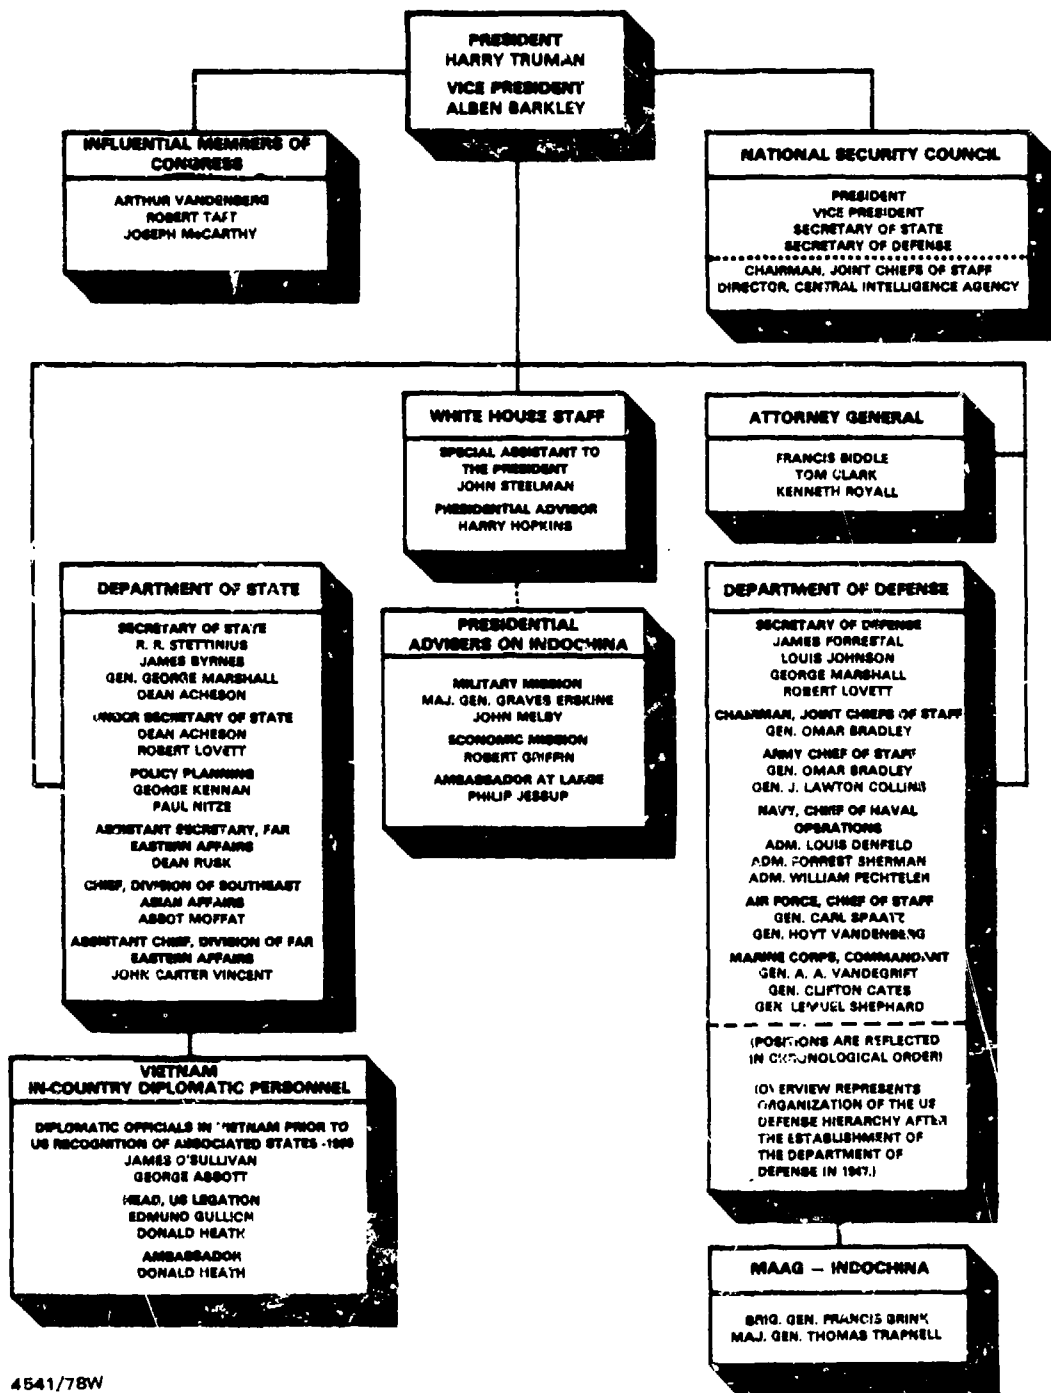 PRESIDENT
HARRY TRUMAN
VICE PRESIDENT
ALBEN BARKLEY
INFLUENTIAL MEMBERS OF
CONGRESS
ARTHUR VANDENBERG
ROBERT TAFT
JOSEPH McCARTHY
NATIONAL SECURITY COUNCIL
PRESIDENT
VICE PRESIDENT
SECRETARY OF STATE
SECRETARY OF DEFENSE
CHAIRMAN, JOINT CHIEFS OF STAFF
DIRECTOR, CENTRAL INTELLIGENCE AGENCY
WHITE HOUSE STAFF
SPECIAL ASSISTANT TO
THE PRESIDENT
JOHN STEELMAN
PRESIDENTIAL ADVISOR
HARRY HOPKINS
ATTORNEY GENERAL
FRANCIS BIDDLE
TOM CLARK
KENNETH ROYALL
DEPARTMENT OF STATE
SECRETARY OF STATE
R. R. STETTINIUS
JAMES BYRNES
GEN. GEORGE MARSHALL
DEAN ACHESON
UNDER SECRETARY OF STATE
DEAN ACHESON
ROBERT LOVETT
POLICY PLANNING
GEORGE KENNAN
PAUL NITZE
ASSISTANT SECRETARY, FAR
EASTERN AFFAIRS
DEAN RUSK
CHIEF, DIVISION OF SOUTHEAST
ASIAN AFFAIRS
ABBOT MOFFAT
ASSISTANT CHIEF, DIVISION OF FAR
EASTERN AFFAIRS
JOHN CARTER VINCENT
PRESIDENTIAL
ADVISERS ON INDOCHINA
MILITARY MISSION
MAJ. GEN. GRAVES ERSKINE
JOHN MELBY
ECONOMIC MISSION
ROBERT GRIFFIN
AMBASSADOR AT LARGE
PHILIP JESSUP
DEPARTMENT OF DEFENSE
SECRETARY OF DEFENSE
JAMES FORRESTAL
LOUIS JOHNSON
GEORGE MARSHALL
ROBERT LOVETT
CHAIRMAN, JOINT CHIEFS OF STAFF
GEN. OMAR BRADLEY
ARMY CHIEF OF STAFF
GEN. OMAR BRADLEY
GEN. J. LAWTON COLLINS
NAVY, CHIEF OF NAVAL
OPERATIONS
ADM. LOUIS DENFELD
ADM. FORREST SHERMAN
ADM. WILLIAM FECHTELER
AIR FORCE, CHIEF OF STAFF
GEN. CARL SPAATZ
GEN. HOYT VANDENBERG
MARINE CORPS, COMMANDANT
GEN. A. A. VANDEGRIFT
GEN. CLIFTON CATES
GEN. LEMUEL SHEPHARD
(POSITIONS ARE REFLECTED
IN CHRONOLOGICAL ORDER)
(OVERVIEW REPRESENTS
ORGANIZATION OF THE US
DEFENSE HIERARCHY AFTER
THE ESTABLISHMENT OF
THE DEPARTMENT OF
DEFENSE IN 1947.)
VIETNAM
IN-COUNTRY DIPLOMATIC PERSONNEL
DIPLOMATIC OFFICIALS IN VIETNAM PRIOR TO
US RECOGNITION OF ASSOCIATED STATES
JAMES O'SULLIVAN
GEORGE ABBOTT
HEAD, US LEGATION
EDMUND GULLION
DONALD HEATH
AMBASSADOR
DONALD HEATH
MAAG – INDOCHINA
BRIG. GEN. FRANCIS BRINK
MAJ. GEN. THOMAS TRAPNELL
4541/78W